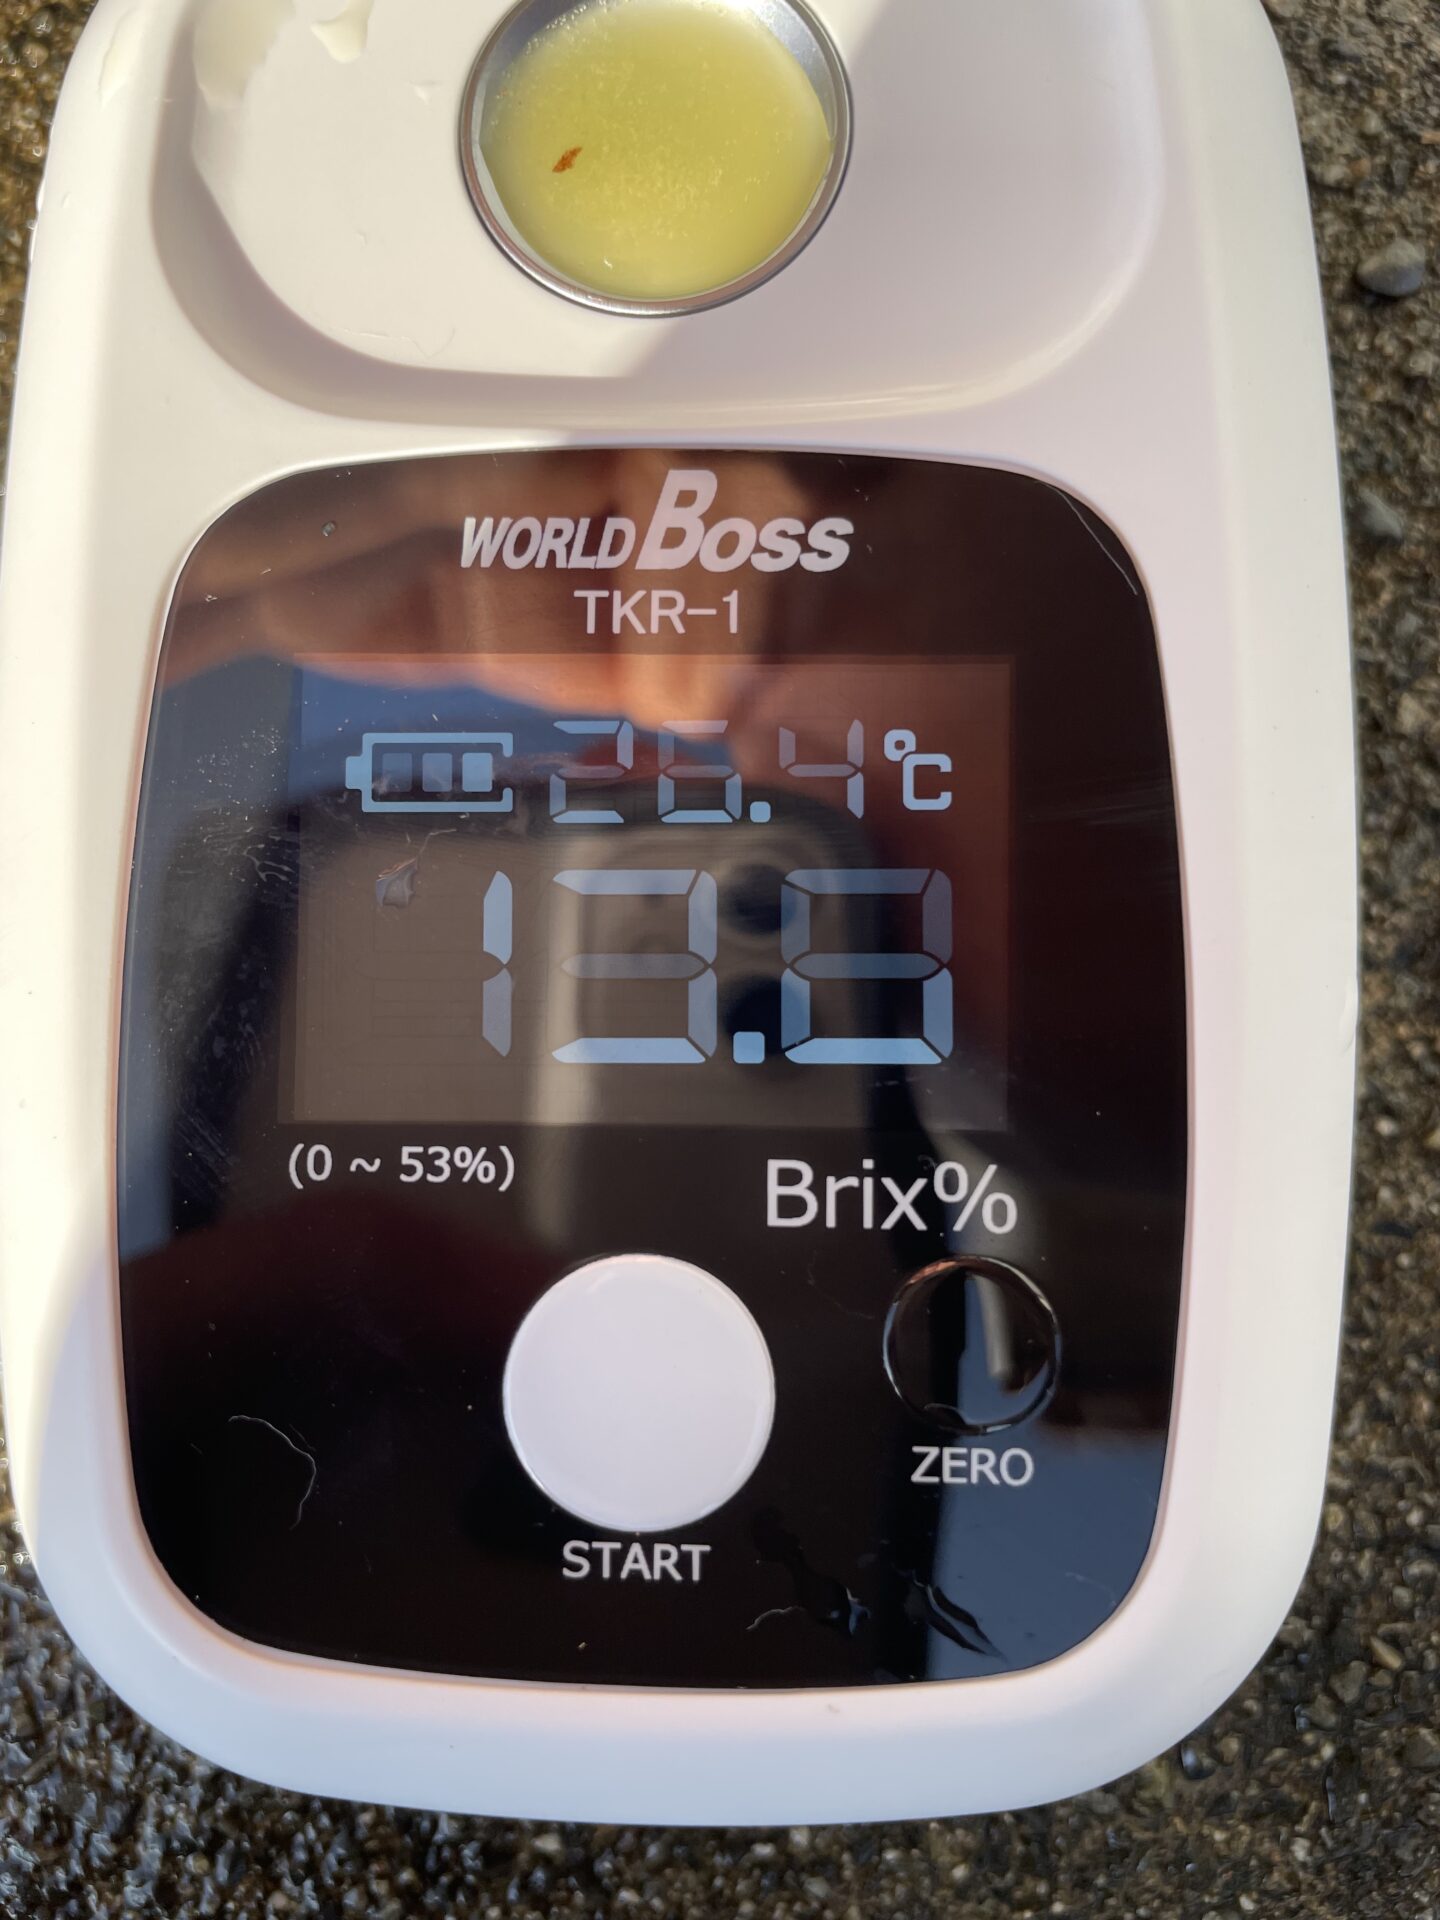 WORLD BOSS
TKR-1
26.4°C
13.8
(0 ~ 53%)
Brix%
ZERO
START